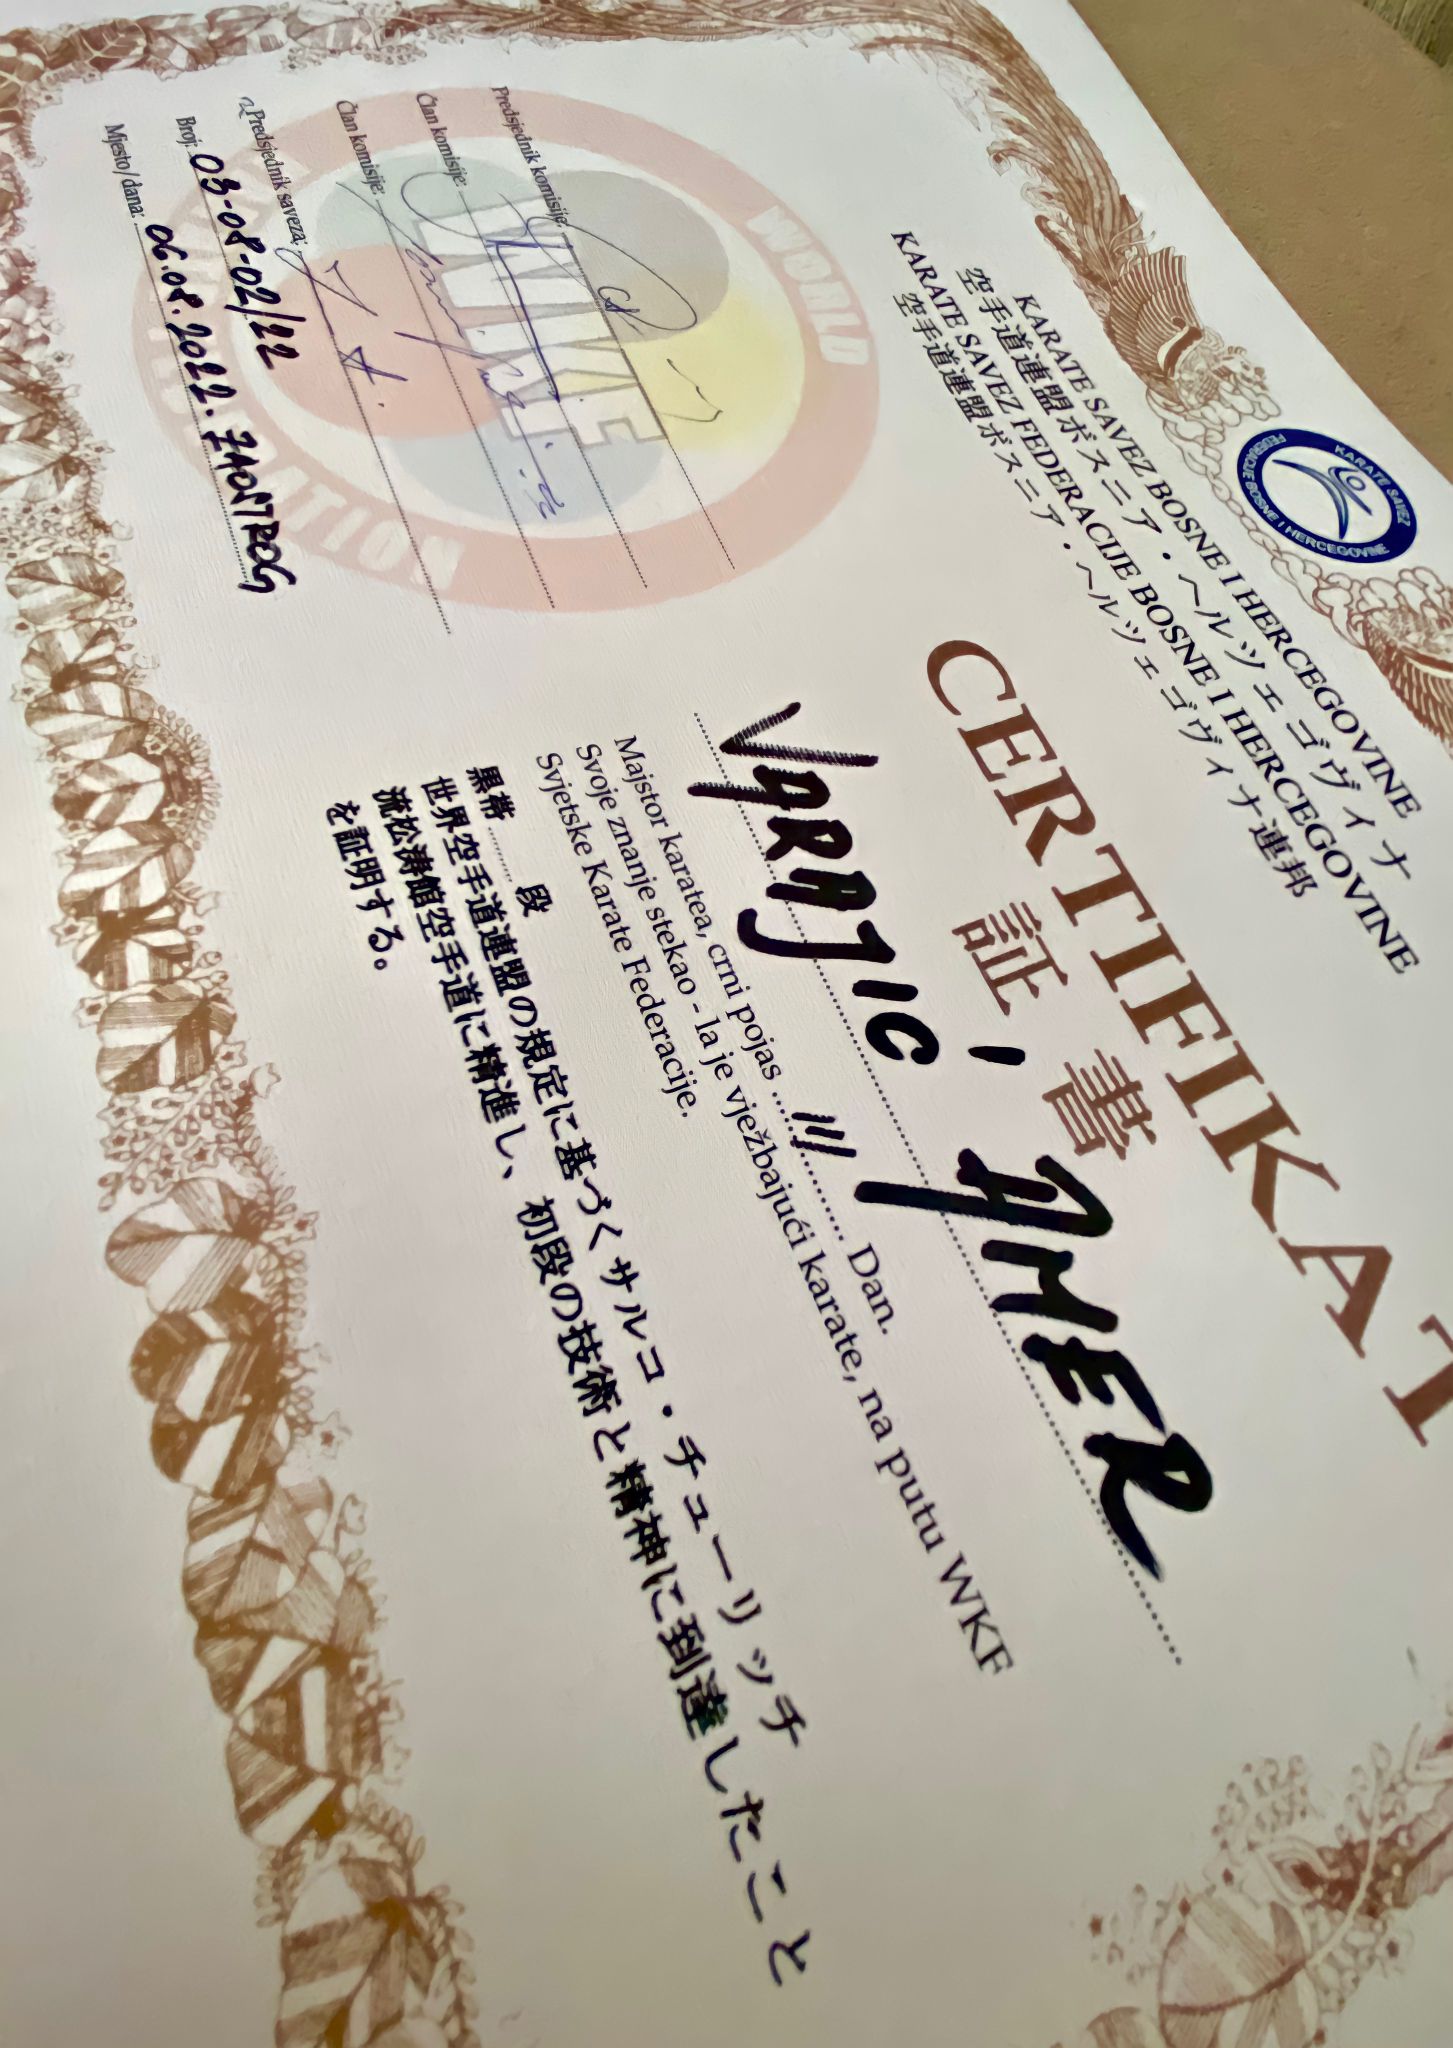 KARATE SAVEZ BOSNE I HERCEGOVINE
空手道連盟ボスニア・ヘルツェゴヴィナ
KARATE SAVEZ FEDERACIJE BOSNE I HERCEGOVINE
空手道連盟ボスニア・ヘルツェゴヴィナ連邦
KARATE SAVEZ
FEDERACIJE BOSNE I HERCEGOVINE
CERTIFIKAT
証書
VRAJIĆ AMER
Majstor karatea, crni pojas ..... III ..... Dan.
Svoje znanje stekao - la je vježbajući karate, na putu WKF
Svjetske Karate Federacije.
黒帯 ........ 段
世界空手道連盟の規定に基づくサルコ・チューリッチ
流松涛館空手道に精進し、初段の技術と精神に到達したこと
を証明する。
WORLD
WKF
Predsjednik komisije:
Član komisije:
Član komisije:
Predsjednik saveza:
Broj: 03-08-02/22
Mjesto / dana: 06.08.2022.